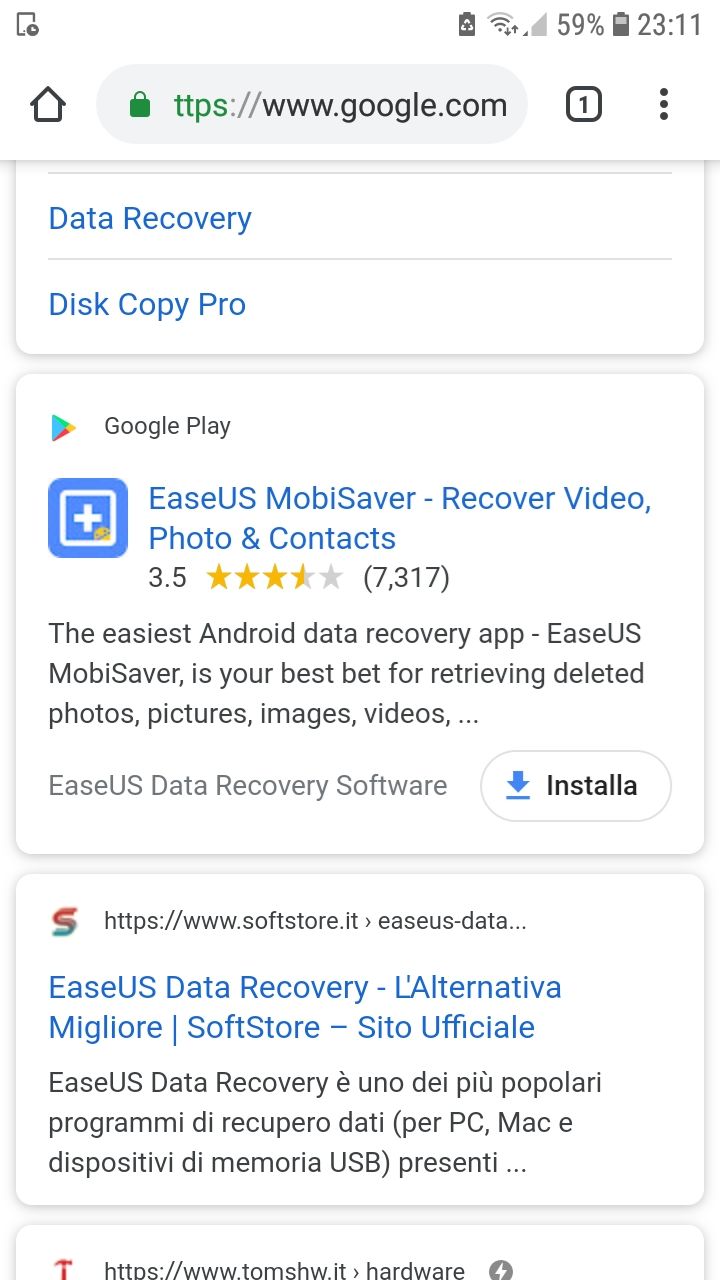 59% 23:11
ttps://www.google.com 1
Data Recovery
Disk Copy Pro
Google Play
EaseUS MobiSaver - Recover Video,
Photo & Contacts
3.5 (7,317)
The easiest Android data recovery app - EaseUS
MobiSaver, is your best bet for retrieving deleted
photos, pictures, images, videos, ...
EaseUS Data Recovery Software Installa
https://www.softstore.it › easeus-data...
EaseUS Data Recovery - L'Alternativa
Migliore | SoftStore – Sito Ufficiale
EaseUS Data Recovery è uno dei più popolari
programmi di recupero dati (per PC, Mac e
dispositivi di memoria USB) presenti ...
https://www.tomshw.it › hardware